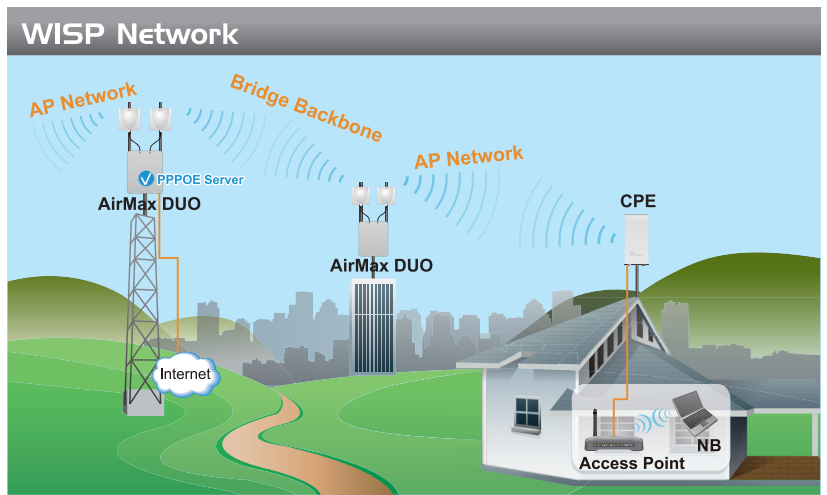 WISP Network
AP Network
Bridge Backbone
AP Network
PPPOE Server
AirMax DUO
CPE
AirMax DUO
Internet
NB
Access Point